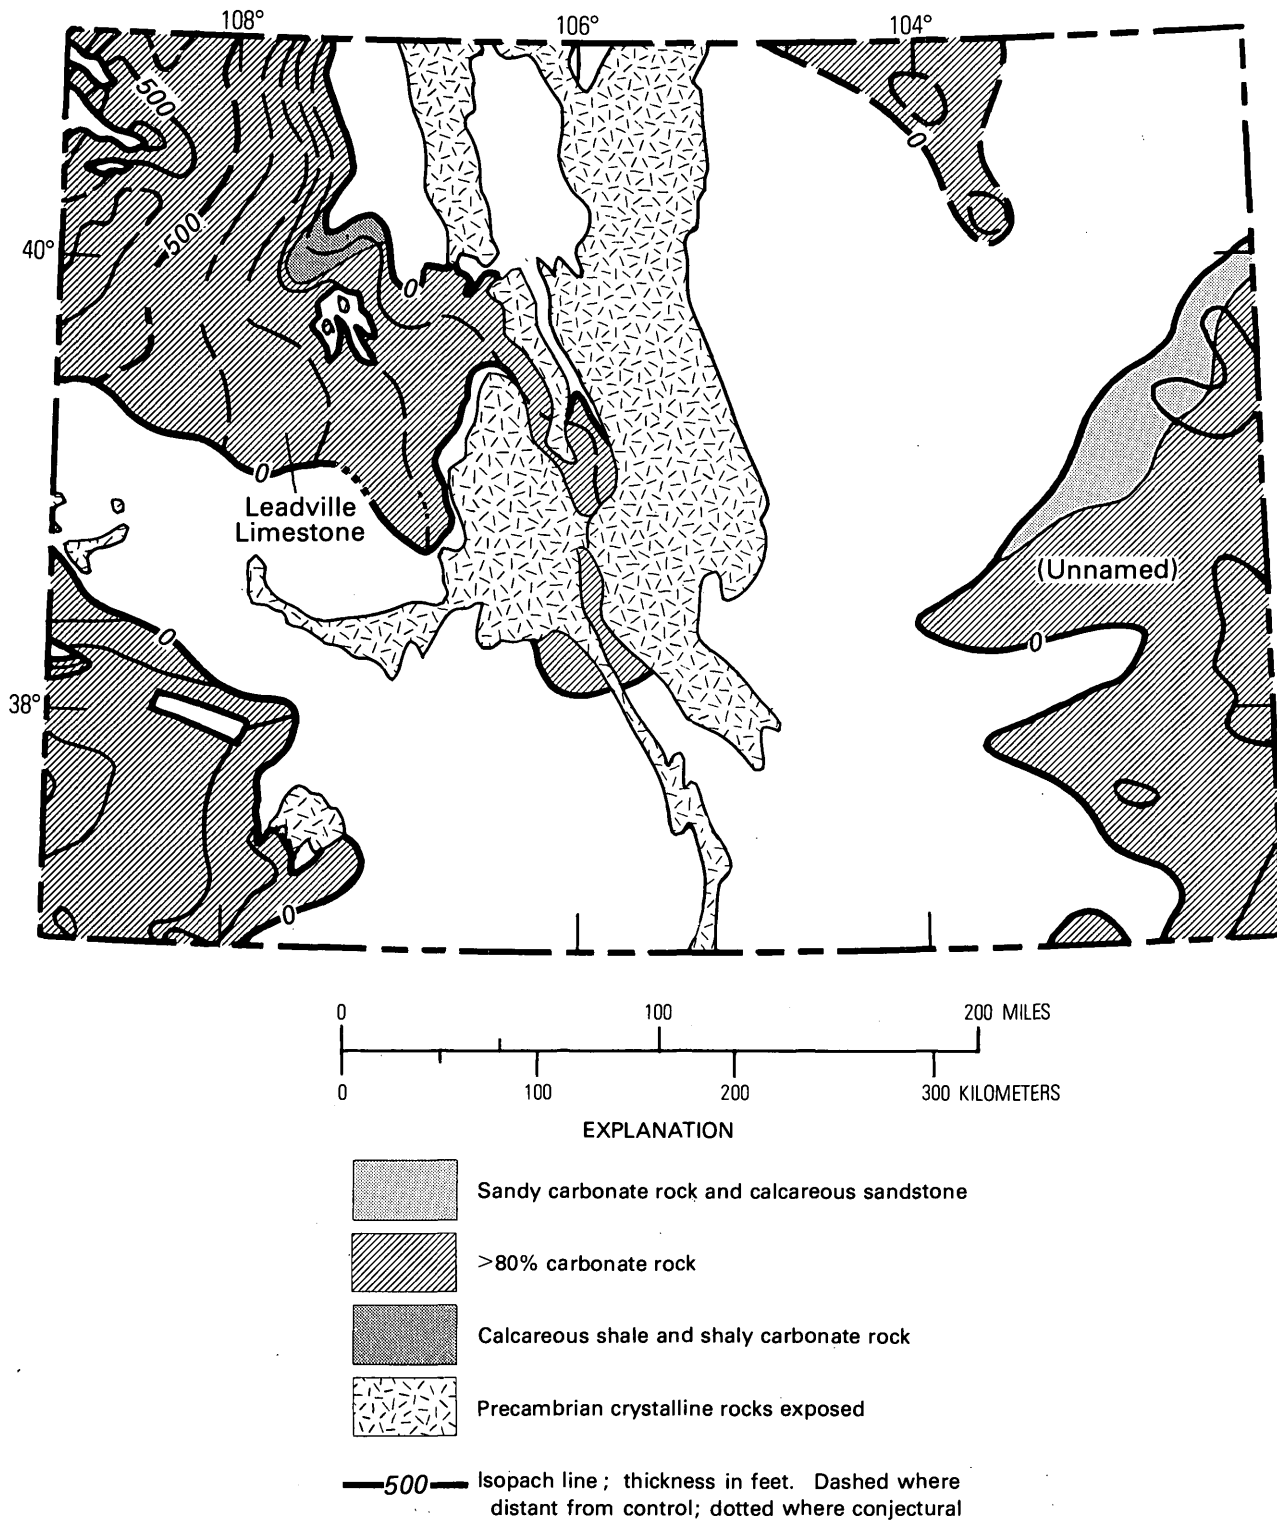 108° 106° 104°
500
0
40°
500
0
0
Leadville
Limestone
(Unnamed)
0
0
38°
0
0 100 200 MILES
0 100 200 300 KILOMETERS
EXPLANATION
Sandy carbonate rock and calcareous sandstone
>80% carbonate rock
Calcareous shale and shaly carbonate rock
Precambrian crystalline rocks exposed
500 Isopach line; thickness in feet. Dashed where
distant from control; dotted where conjectural